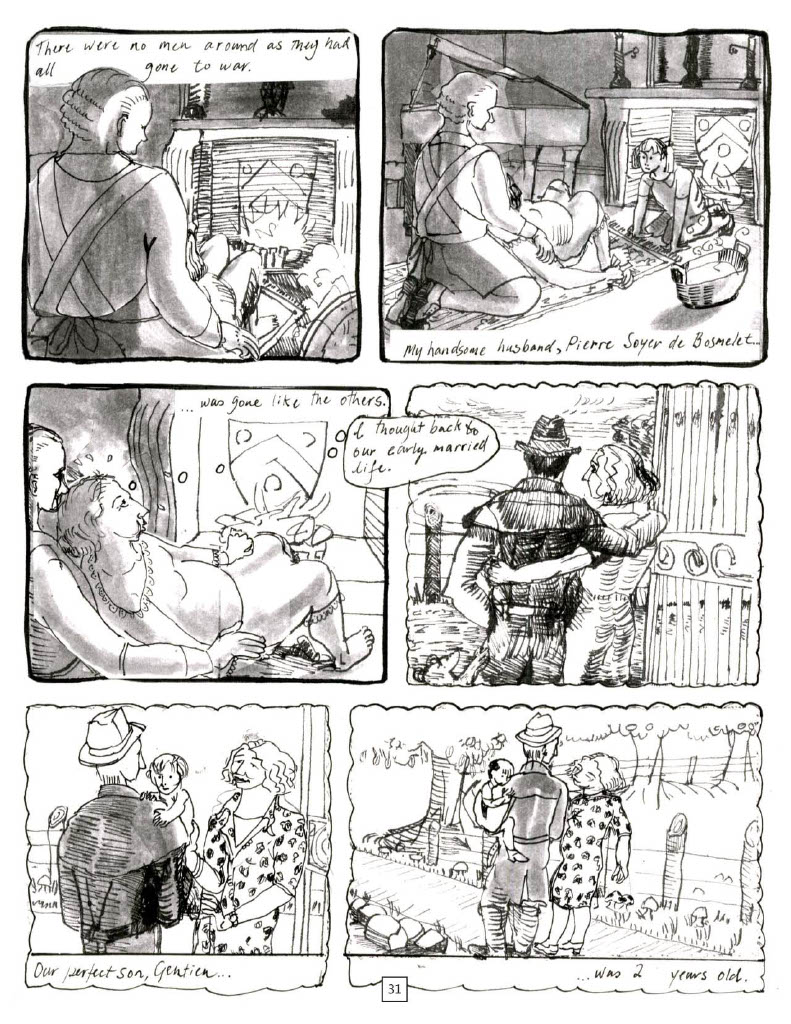 There were no men around as they had
all gone to war.
My handsome husband, Pierre Soyer de Bosmelet...
... was gone like the others.
I thought back to
our early married
life.
Our perfect son, Gentien...
...was 2 years old.
31